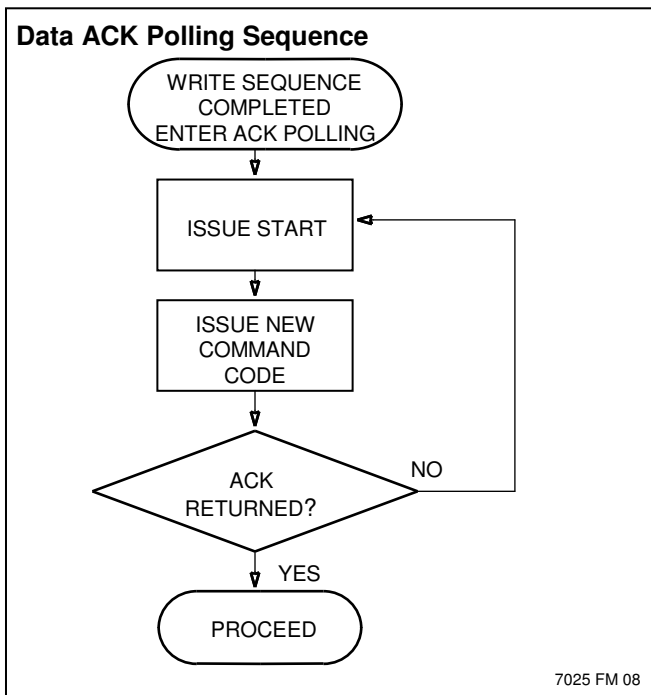 Data ACK Polling Sequence
WRITE SEQUENCE
COMPLETED
ENTER ACK POLLING
ISSUE START
ISSUE NEW
COMMAND
CODE
ACK
RETURNED?
NO
YES
PROCEED
7025 FM 08